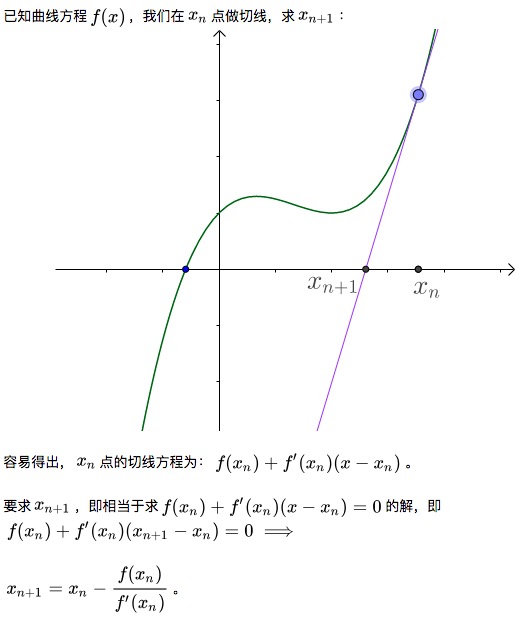 已知曲线方程 f(x)，我们在 xₙ 点做切线，求 xₙ₊₁：
xₙ₊₁
xₙ
容易得出， xₙ 点的切线方程为： f(xₙ) + f′(xₙ)(x − xₙ) 。
要求 xₙ₊₁ ，即相当于求 f(xₙ) + f′(xₙ)(x − xₙ) = 0 的解，即
f(xₙ) + f′(xₙ)(xₙ₊₁ − xₙ) = 0 ⟹
xₙ₊₁ = xₙ − f(xₙ)/f′(xₙ) 。